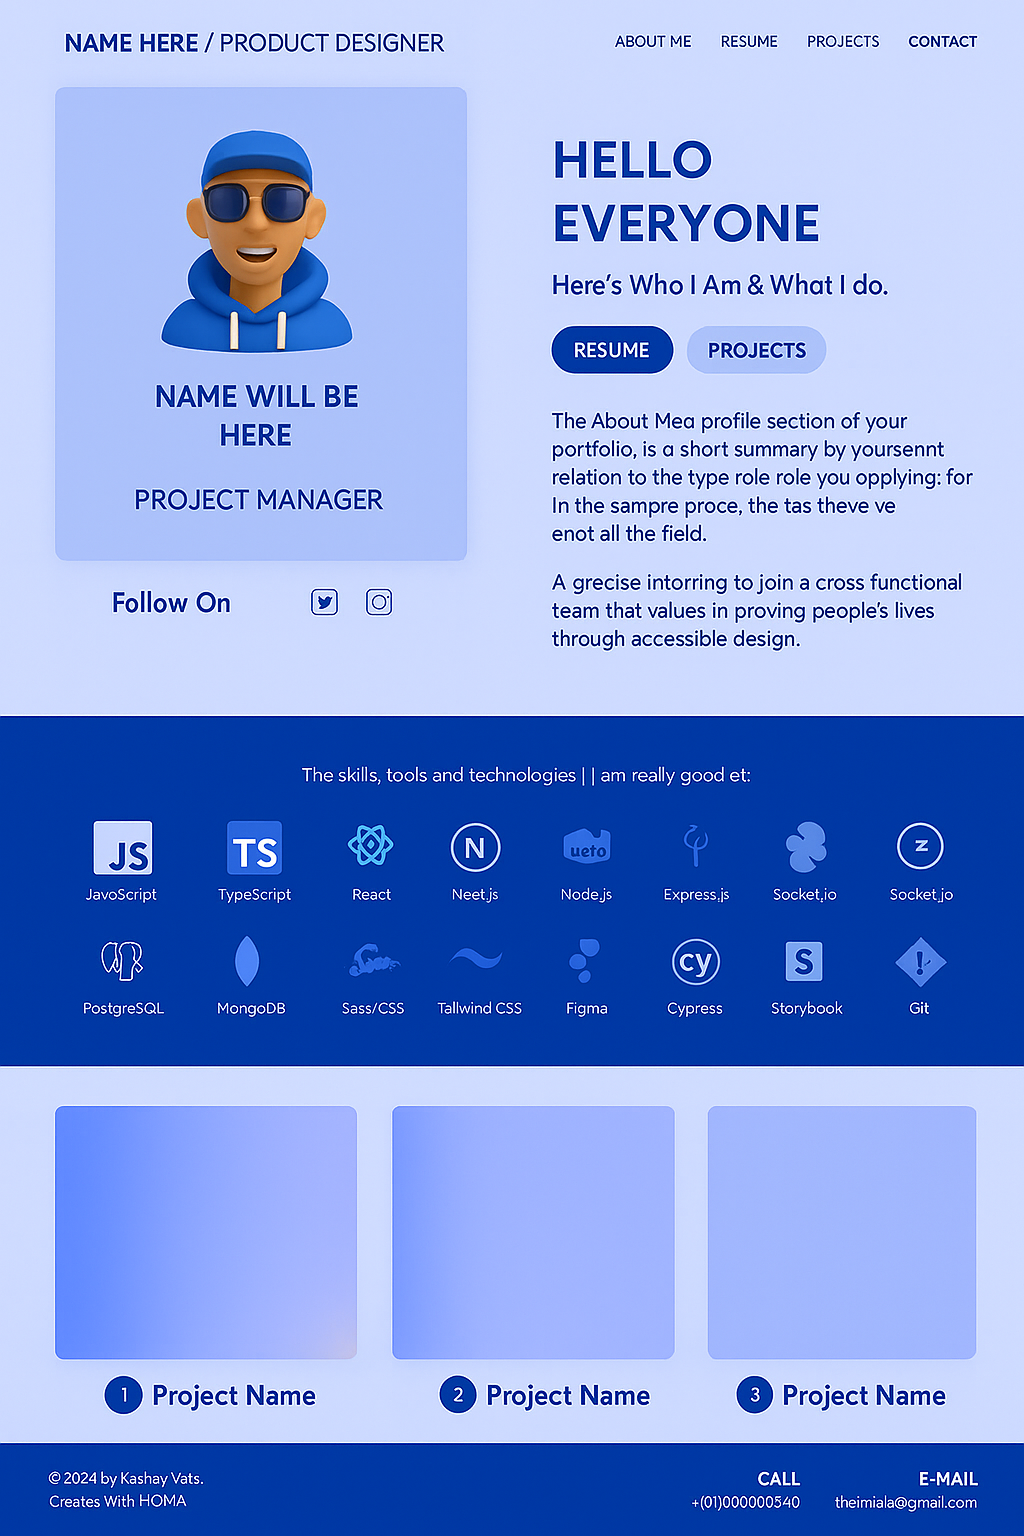 NAME HERE / PRODUCT DESIGNER
ABOUT ME RESUME PROJECTS CONTACT
NAME WILL BE
HERE
PROJECT MANAGER
Follow On
HELLO
EVERYONE
Here's Who I Am & What I do.
RESUME PROJECTS
The About Mea profile section of your
portfolio, is a short summary by yoursennt
relation to the type role role you opplying: for
In the sampre proce, the tas theve ve
enot all the field.
A grecise intorring to join a cross functional
team that values in proving people's lives
through accessible design.
The skills, tools and technologies | | am really good et:
JS TS N ueto z
JavoScript TypeScript React Neet.js Node.js Express.js Socket,io Socket.jo
cy S !
PostgreSQL MongoDB Sass/CSS Tallwind CSS Figma Cypress Storybook Git
1 Project Name 2 Project Name 3 Project Name
© 2024 by Kashay Vats.
Creates With HOMA
CALL
+(01)000000540
E-MAIL
theimiala@gmail.com